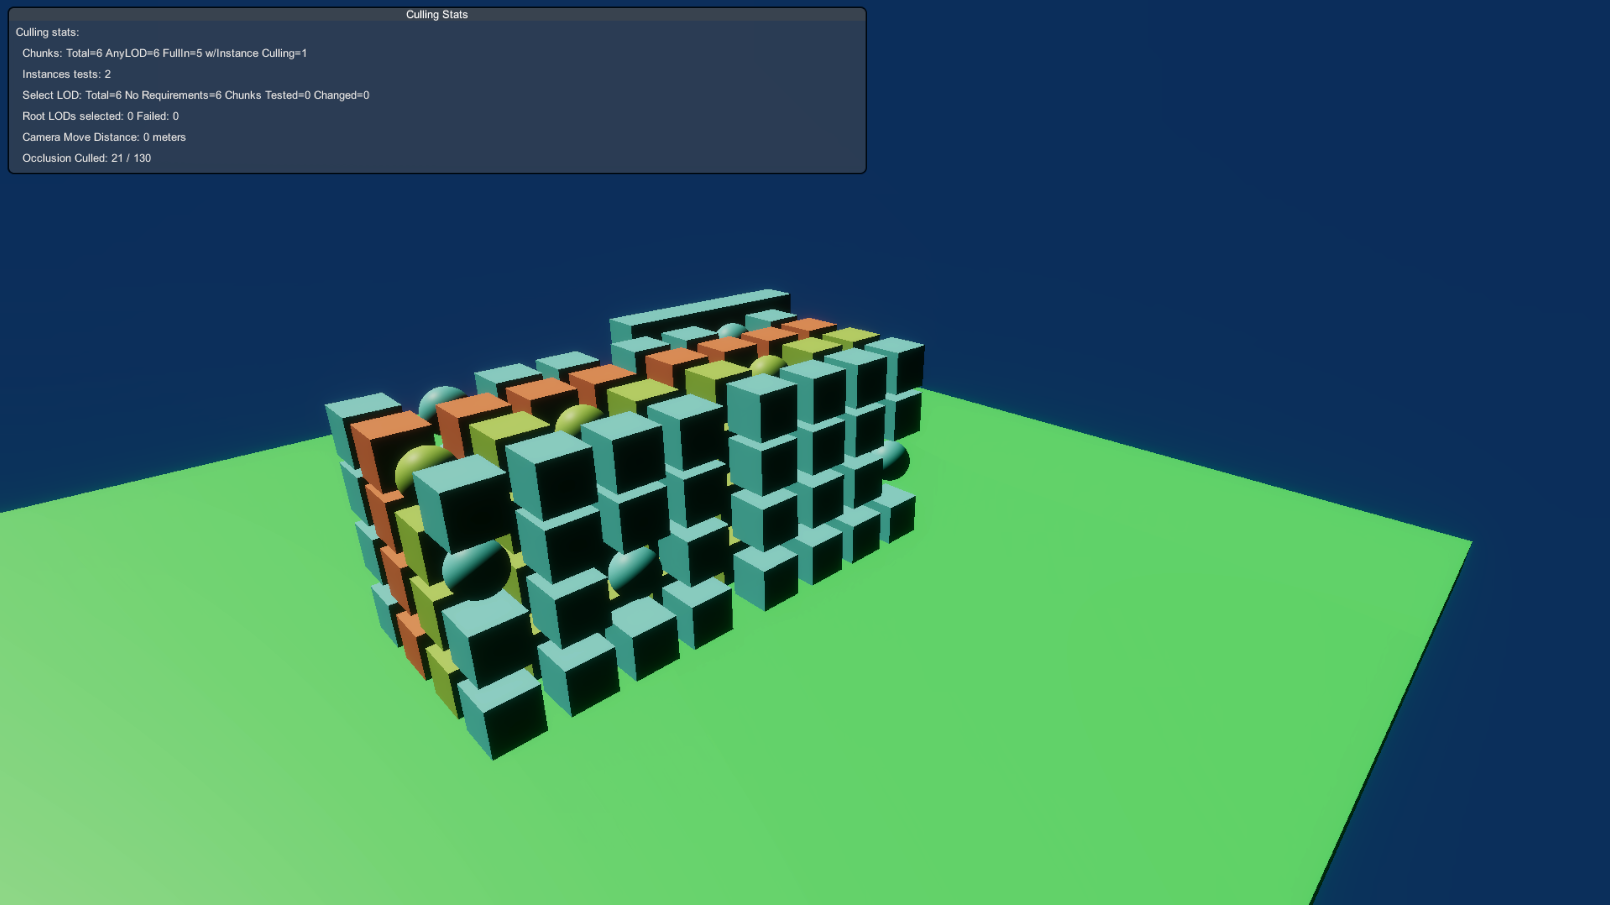 Culling Stats
Culling stats:
Chunks: Total=6 AnyLOD=6 FullIn=5 w/Instance Culling=1
Instances tests: 2
Select LOD: Total=6 No Requirements=6 Chunks Tested=0 Changed=0
Root LODs selected: 0 Failed: 0
Camera Move Distance: 0 meters
Occlusion Culled: 21 / 130